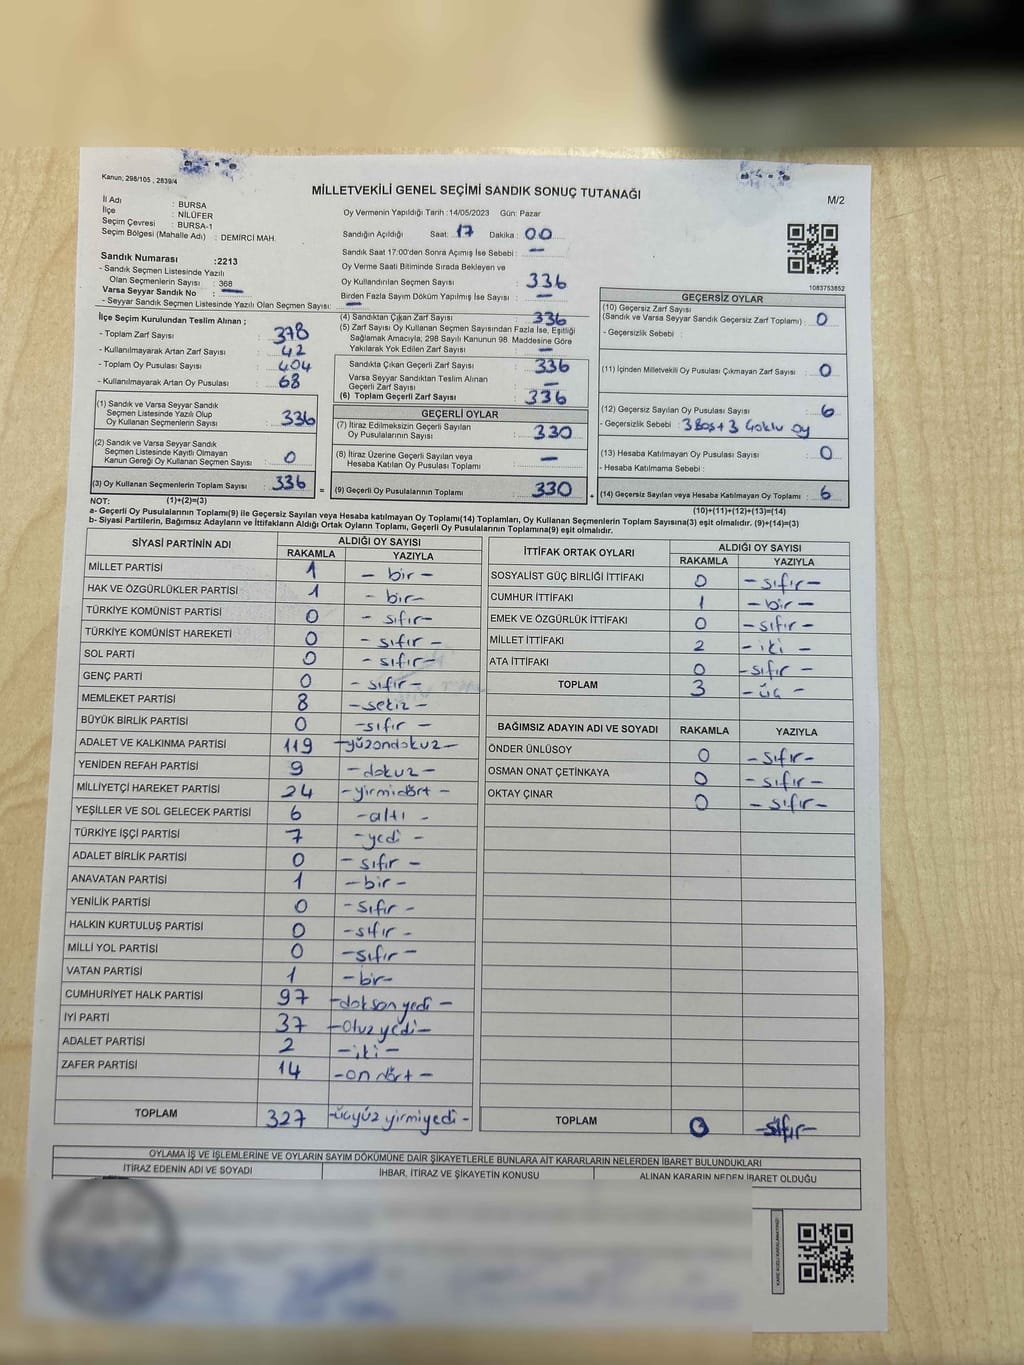 Kanun; 298/105 , 2839/4
MİLLETVEKİLİ GENEL SEÇİMİ SANDIK SONUÇ TUTANAĞI
M/2
İl Adı : BURSA
İlçe : NİLÜFER
Seçim Çevresi : BURSA-1
Seçim Bölgesi (Mahalle Adı) : DEMİRCİ MAH.
Oy Vermenin Yapıldığı Tarih :14/05/2023 Gün: Pazar
Sandığın Açıldığı Saat: 17 Dakika : 00
Sandık Saat 17:00'den Sonra Açımış İse Sebebi : —
Oy Verme Saati Bitiminde Sırada Bekleyen ve
Oy Kullandırılan Seçmen Sayısı : 336
Birden Fazla Sayım Döküm Yapılmış İse Sayısı : —
1083753852
Sandık Numarası :2213
- Sandık Seçmen Listesinde Yazılı
Olan Seçmenlerin Sayısı : 368
Varsa Seyyar Sandık No : —
- Seyyar Sandık Seçmen Listesinde Yazılı Olan Seçmen Sayısı: —
İlçe Seçim Kurulundan Teslim Alınan ;
- Toplam Zarf Sayısı : 378
- Kullanılmayarak Artan Zarf Sayısı : 42
- Toplam Oy Pusulası Sayısı : 404
- Kullanılmayarak Artan Oy Pusulası : 68
(1) Sandık ve Varsa Seyyar Sandık
Seçmen Listesinde Yazılı Olup
Oy Kullanan Seçmenlerin Sayısı : 336
(2) Sandık ve Varsa Seyyar Sandık
Seçmen Listesinde Kayıtlı Olmayan
Kanun Gereği Oy Kullanan Seçmen Sayısı : 0
(3) Oy Kullanan Seçmenlerin Toplam Sayısı : 336
(4) Sandıktan Çıkan Zarf Sayısı : 336
(5) Zarf Sayısı Oy Kullanan Seçmen Sayısından Fazla İse, Eşitliği
Sağlamak Amacıyla, 298 Sayılı Kanunun 98. Maddesine Göre
Yakılarak Yok Edilen Zarf Sayısı : —
Sandıkta Çıkan Geçerli Zarf Sayısı : 336
Varsa Seyyar Sandıktan Teslim Alınan
Geçerli Zarf Sayısı : —
(6) Toplam Geçerli Zarf Sayısı : 336
GEÇERLİ OYLAR
(7) İtiraz Edilmeksizin Geçerli Sayılan
Oy Pusulalarının Sayısı : 330
(8) İtiraz Üzerine Geçerli Sayılan veya
Hesaba Katılan Oy Pusulası Toplamı : —
= (9) Geçerli Oy Pusulalarının Toplamı : 330
GEÇERSİZ OYLAR
(10) Geçersiz Zarf Sayısı
(Sandık ve Varsa Seyyar Sandık Geçersiz Zarf Toplamı) : 0
- Geçersizlik Sebebi :
(11) İçinden Milletvekili Oy Pusulası Çıkmayan Zarf Sayısı : 0
(12) Geçersiz Sayılan Oy Pusulası Sayısı : 6
- Geçersizlik Sebebi : 3 Boş + 3 Çoklu oy
(13) Hesaba Katılmayan Oy Pusulası Sayısı : 0
- Hesaba Katılmama Sebebi :
+ (14) Geçersiz Sayılan veya Hesaba Katılmayan Oy Toplamı : 6
NOT: (1)+(2)=(3)
(10)+(11)+(12)+(13)=(14)
a- Geçerli Oy Pusulalarının Toplamı(9) ile Geçersiz Sayılan veya Hesaba katılmayan Oy Toplamı(14) Toplamları, Oy Kullanan Seçmenlerin Toplam Sayısına(3) eşit olmalıdır. (9)+(14)=(3)
b- Siyasi Partilerin, Bağımsız Adayların ve İttifakların Aldığı Ortak Oyların Toplamı, Geçerli Oy Pusulalarının Toplamına(9) eşit olmalıdır.
SİYASİ PARTİNİN ADI ALDIĞI OY SAYISI
RAKAMLA YAZIYLA
MİLLET PARTİSİ 1 – bir –
HAK VE ÖZGÜRLÜKLER PARTİSİ 1 – bir –
TÜRKİYE KOMÜNİST PARTİSİ 0 – sıfır –
TÜRKİYE KOMÜNİST HAREKETİ 0 – sıfır –
SOL PARTİ 0 – sıfır –
GENÇ PARTİ 0 – sıfır –
MEMLEKET PARTİSİ 8 – sekiz –
BÜYÜK BİRLİK PARTİSİ 0 – sıfır –
ADALET VE KALKINMA PARTİSİ 119 – yüzondokuz –
YENİDEN REFAH PARTİSİ 9 – dokuz –
MİLLİYETÇİ HAREKET PARTİSİ 24 – yirmidört –
YEŞİLLER VE SOL GELECEK PARTİSİ 6 – altı –
TÜRKİYE İŞÇİ PARTİSİ 7 – yedi –
ADALET BİRLİK PARTİSİ 0 – sıfır –
ANAVATAN PARTİSİ 1 – bir –
YENİLİK PARTİSİ 0 – sıfır –
HALKIN KURTULUŞ PARTİSİ 0 – sıfır –
MİLLİ YOL PARTİSİ 0 – sıfır –
VATAN PARTİSİ 1 – bir –
CUMHURİYET HALK PARTİSİ 97 – doksan yedi –
İYİ PARTİ 37 – otuz yedi –
ADALET PARTİSİ 2 – iki –
ZAFER PARTİSİ 14 – on dört –
TOPLAM 327 – üçyüz yirmiyedi –
İTTİFAK ORTAK OYLARI ALDIĞI OY SAYISI
RAKAMLA YAZIYLA
SOSYALİST GÜÇ BİRLİĞİ İTTİFAKI 0 – sıfır –
CUMHUR İTTİFAKI 1 – bir –
EMEK VE ÖZGÜRLÜK İTTİFAKI 0 – sıfır –
MİLLET İTTİFAKI 2 – iki –
ATA İTTİFAKI 0 – sıfır –
TOPLAM 3 – üç –
BAĞIMSIZ ADAYIN ADI VE SOYADI RAKAMLA YAZIYLA
ÖNDER ÜNLÜSOY 0 – sıfır –
OSMAN ONAT ÇETİNKAYA 0 – sıfır –
OKTAY ÇINAR 0 – sıfır –
TOPLAM 0 – sıfır –
OYLAMA İŞ VE İŞLEMLERİNE VE OYLARIN SAYIM DÖKÜMÜNE DAİR ŞİKAYETLERLE BUNLARA AİT KARARLARIN NELERDEN İBARET BULUNDUKLARI
İTİRAZ EDENİN ADI VE SOYADI İHBAR, İTİRAZ VE ŞİKAYETİN KONUSU ALINAN KARARIN NEDEN İBARET OLDUĞU